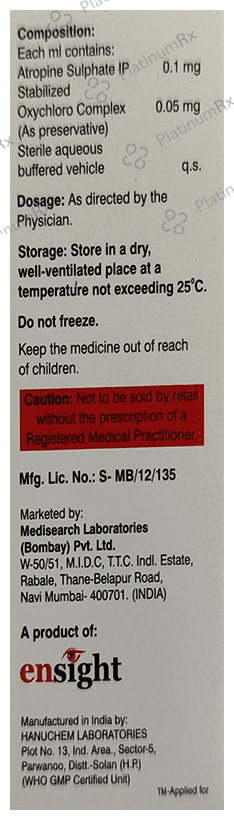 Composition:
Each ml contains:
Atropine Sulphate IP 0.1 mg
Stabilized
Oxychloro Complex 0.05 mg
(As preservative)
Sterile aqueous
buffered vehicle q.s.
Dosage: As directed by the
Physician.
Storage: Store in a dry,
well-ventilated place at a
temperature not exceeding 25°C.
Do not freeze.
Keep the medicine out of reach
of children.
Caution: Not to be sold by retail
without the prescription of a
Registered Medical Practitioner.
Mfg. Lic. No.: S- MB/12/135
Marketed by:
Medisearch Laboratories
(Bombay) Pvt. Ltd.
W-50/51, M.I.D.C, T.T.C. Indl. Estate,
Rabale, Thane-Belapur Road,
Navi Mumbai- 400701. (INDIA)
A product of:
ensight
Manufactured in India by:
HANUCHEM LABORATORIES
Plot No. 13, Ind. Area., Sector-5,
Parwanoo, Distt.-Solan (H.P.)
(WHO GMP Certified Unit)
TM-Applied for
PlatinumRx
PlatinumRx
PlatinumRx